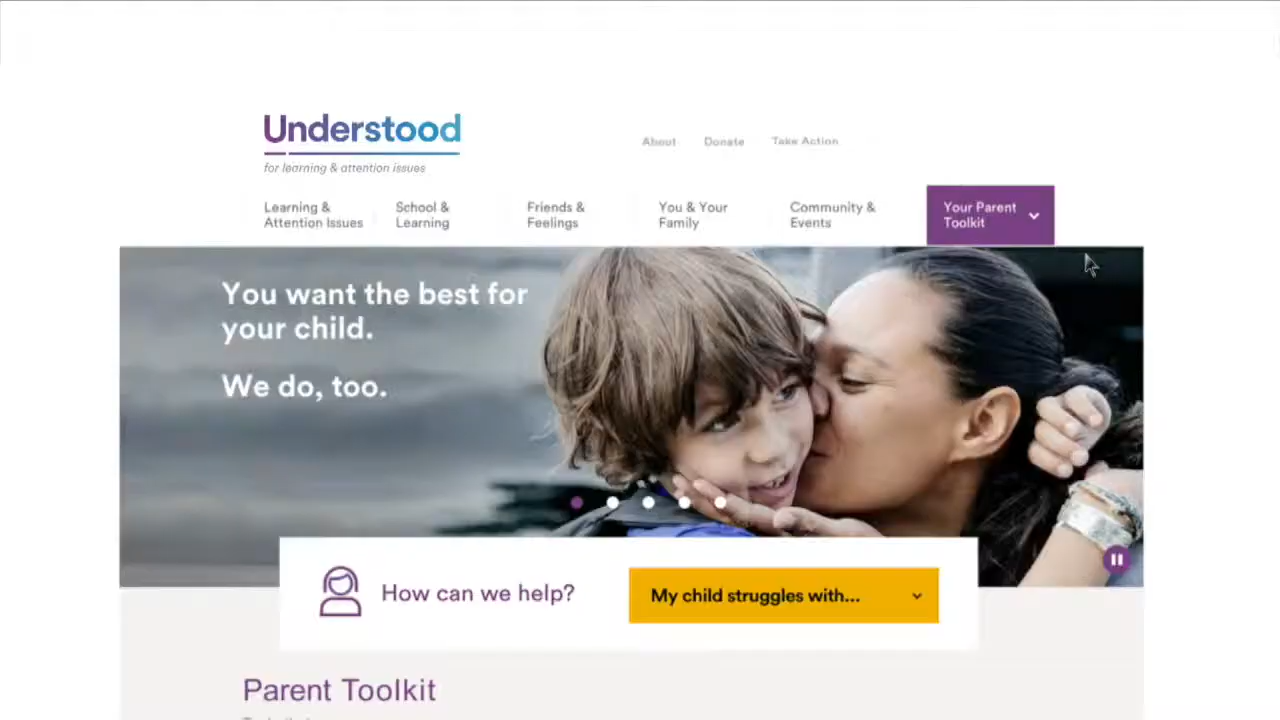 Understood
for learning & attention issues
About
Donate
Take Action
Learning &
Attention Issues
School &
Learning
Friends &
Feelings
You & Your
Family
Community &
Events
Your Parent
Toolkit
You want the best for
your child.
We do, too.
How can we help?
My child struggles with...
Parent Toolkit